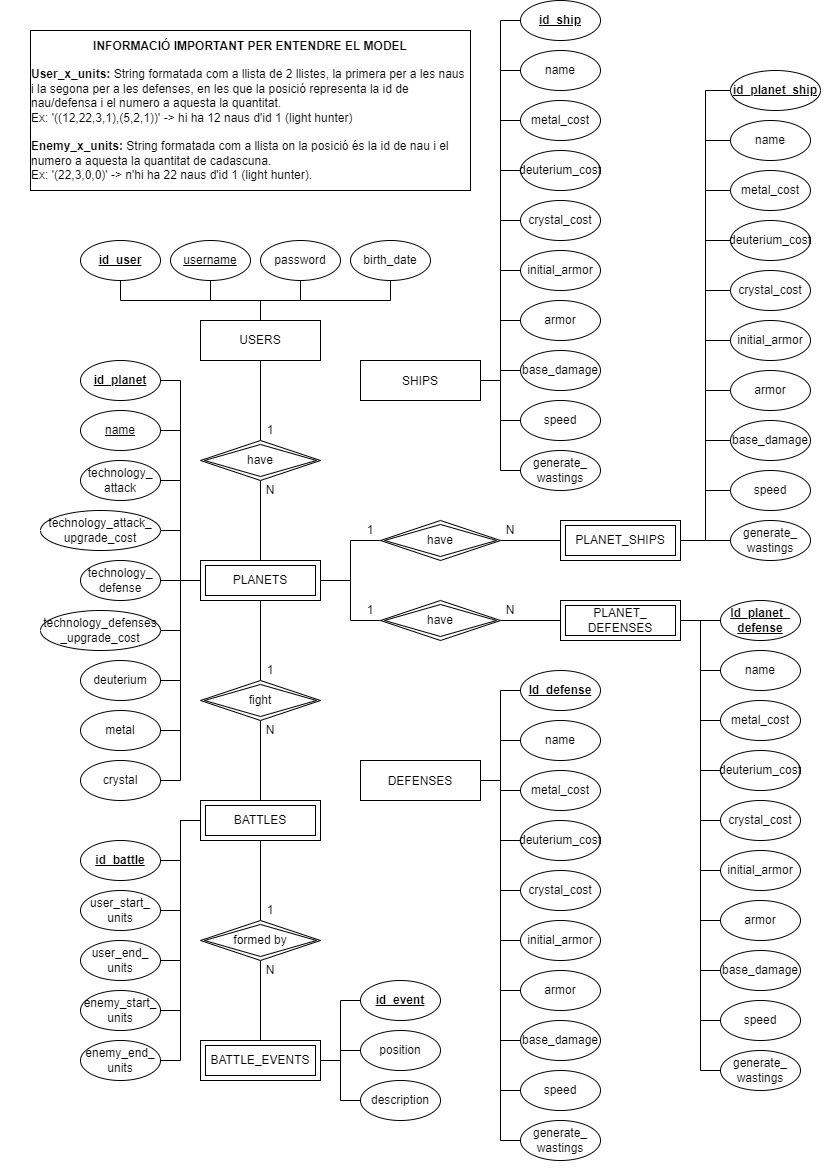 INFORMACIÓ IMPORTANT PER ENTENDRE EL MODEL
User_x_units: String formatada com a llista de 2 llistes, la primera per a les naus
i la segona per a les defenses, en les que la posició representa la id de
nau/defensa i el numero a aquesta la quantitat.
Ex: '((12,22,3,1),(5,2,1))' -> hi ha 12 naus d'id 1 (light hunter)
Enemy_x_units: String formatada com a llista on la posició és la id de nau i el
numero a aquesta la quantitat de cadascuna.
Ex: '(22,3,0,0)' -> n'hi ha 22 naus d'id 1 (light hunter).
id_user
username
password
birth_date
USERS
1
have
N
id_planet
name
technology_
attack
technology_attack_
upgrade_cost
technology_
defense
technology_defenses
_upgrade_cost
deuterium
metal
crystal
PLANETS
1
fight
N
BATTLES
id_battle
user_start_
units
user_end_
units
enemy_start_
units
enemy_end_
units
1
formed by
N
BATTLE_EVENTS
id_event
position
description
SHIPS
id_ship
name
metal_cost
deuterium_cost
crystal_cost
initial_armor
armor
base_damage
speed
generate_
wastings
1
have
N
PLANET_SHIPS
id_planet_ship
name
metal_cost
deuterium_cost
crystal_cost
initial_armor
armor
base_damage
speed
generate_
wastings
1
have
N
PLANET_
DEFENSES
Id_planet_
defense
name
metal_cost
deuterium_cost
crystal_cost
initial_armor
armor
base_damage
speed
generate_
wastings
DEFENSES
Id_defense
name
metal_cost
deuterium_cost
crystal_cost
initial_armor
armor
base_damage
speed
generate_
wastings